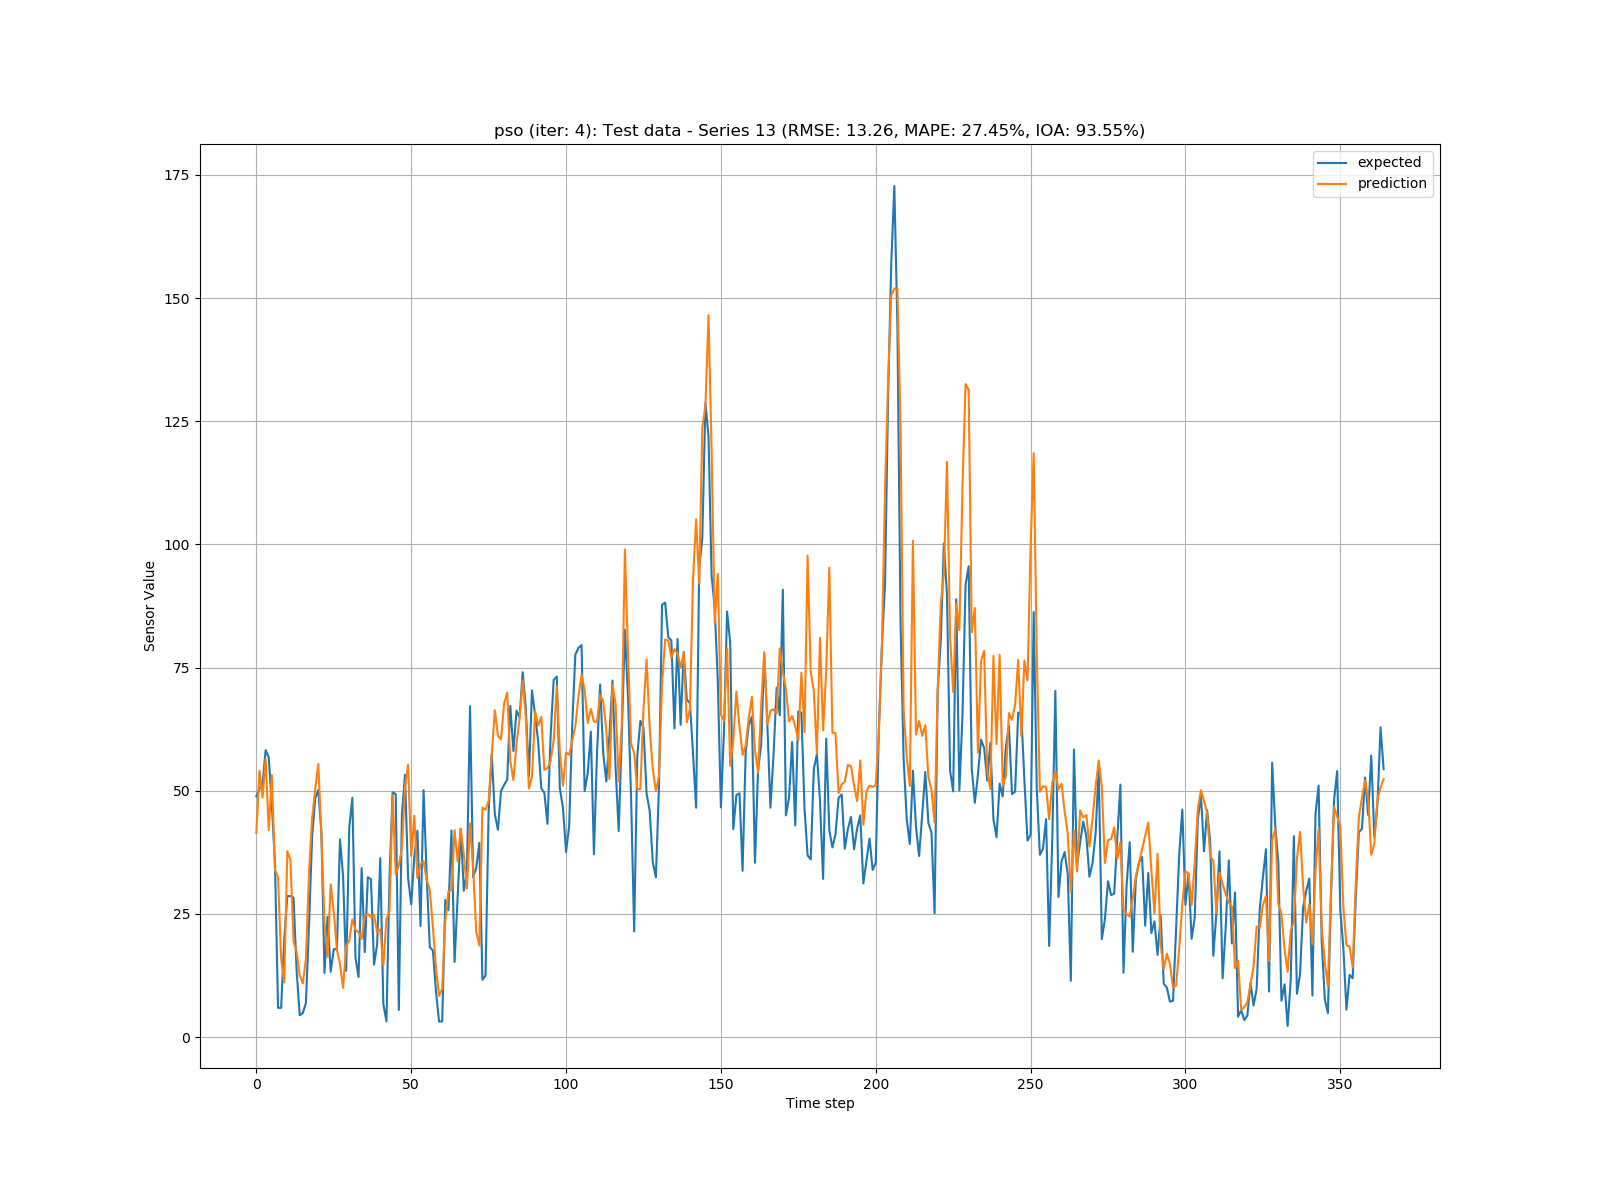 pso (iter: 4): Test data - Series 13 (RMSE: 13.26, MAPE: 27.45%, IOA: 93.55%)
expected
prediction
175
150
125
100
75
50
25
0
Sensor Value
0 50 100 150 200 250 300 350
Time step